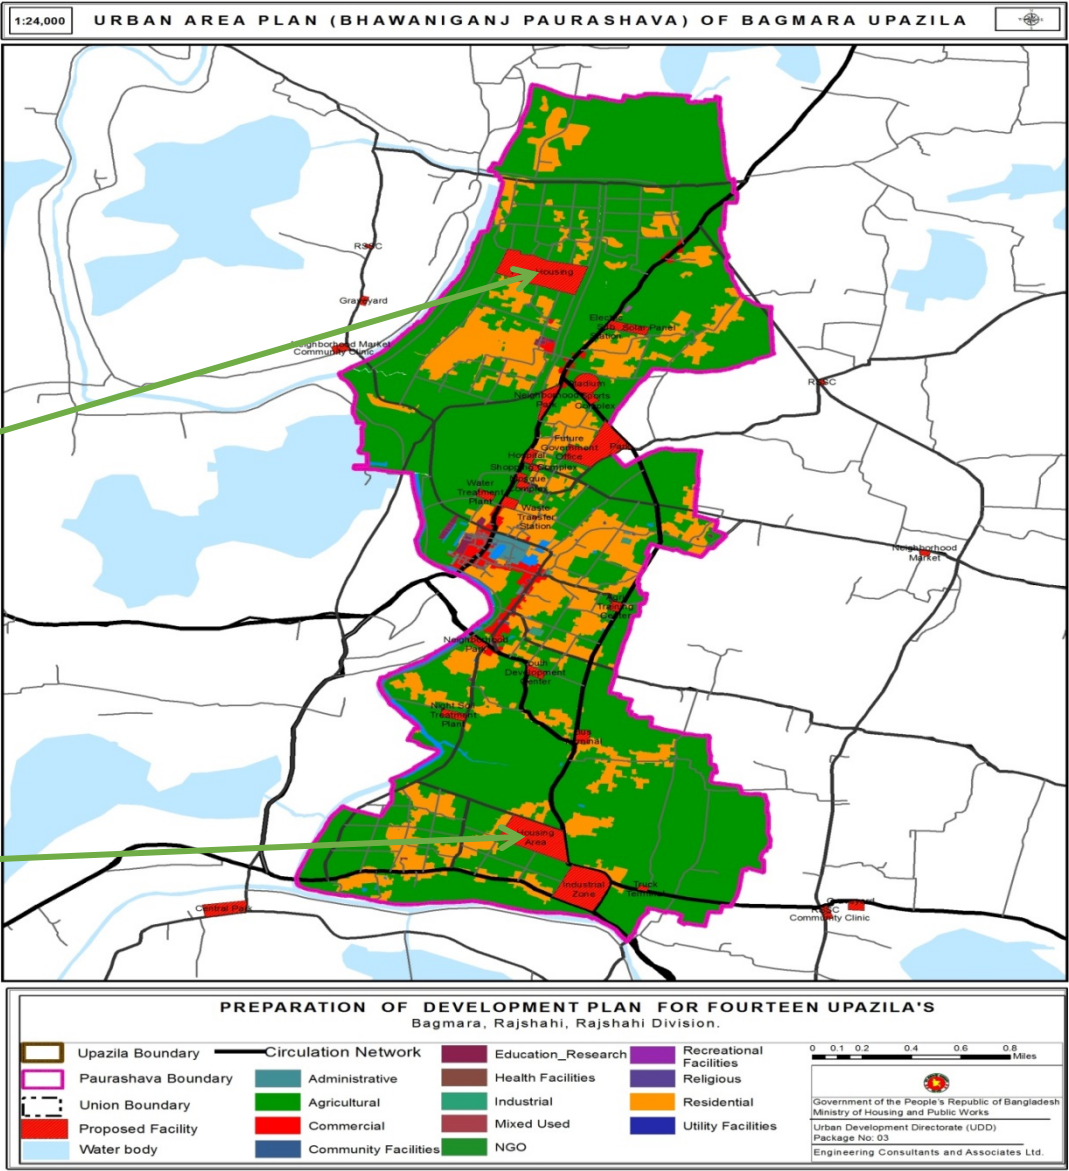 1:24,000
URBAN AREA PLAN (BHAWANIGANJ PAURASHAVA) OF BAGMARA UPAZILA
RSSC
Housing
Graveyard
Electric
Sub
Station
Solar Panel
Neighborhood Market
Community Clinic
RSSC
Stadium
Neighborhood
Park
Sports
Complex
Future
Government
Office
Park
Hospital
Shopping Complex
Mosque
Complex
Water
Treatment
Plant
Waste
Transfer
Station
Neighborhood
Market
Training
Center
Neighborhood
Park
Youth
Development
Center
Night Soil
Treatment
Plant
Bus
Terminal
Housing
Area
Industrial
Zone
Truck
Terminal
Central Park
Graveyard
RSSC
Community Clinic
PREPARATION OF DEVELOPMENT PLAN FOR FOURTEEN UPAZILA'S
Bagmara, Rajshahi, Rajshahi Division.
Upazila Boundary
Paurashava Boundary
Union Boundary
Proposed Facility
Water body
Circulation Network
Administrative
Agricultural
Commercial
Community Facilities
Education_Research
Health Facilities
Industrial
Mixed Used
NGO
Recreational
Facilities
Religious
Residential
Utility Facilities
0 0.1 0.2 0.4 0.6 0.8
Miles
Government of the People's Republic of Bangladesh
Ministry of Housing and Public Works
Urban Development Directorate (UDD)
Package No: 03
Engineering Consultants and Associates Ltd.